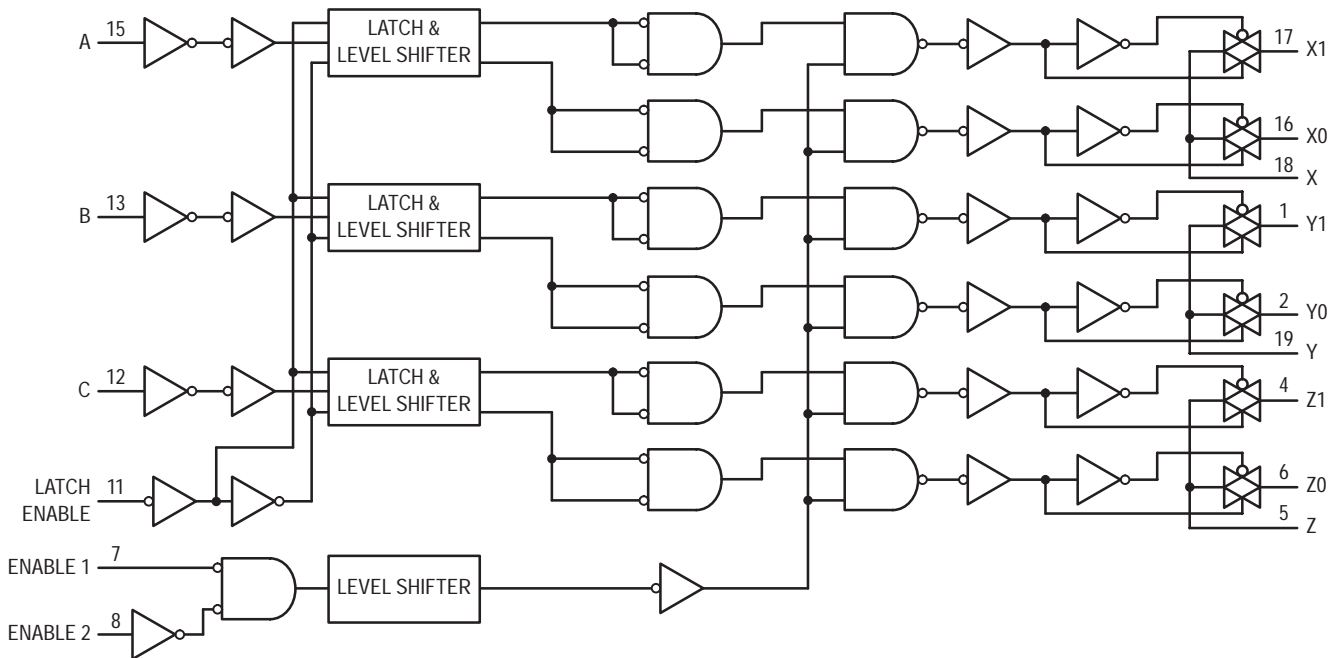 A 15
LATCH &
LEVEL SHIFTER
17 X1
16 X0
18 X
B 13
LATCH &
LEVEL SHIFTER
1 Y1
2 Y0
19 Y
C 12
LATCH &
LEVEL SHIFTER
4 Z1
6 Z0
5 Z
LATCH 11
ENABLE
ENABLE 1 7
LEVEL SHIFTER
ENABLE 2 8